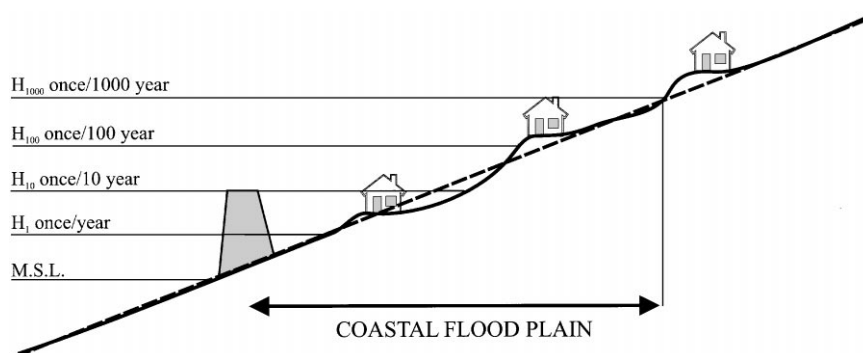 H₁₀₀₀ once/1000 year
H₁₀₀ once/100 year
H₁₀ once/10 year
H₁ once/year
M.S.L.
COASTAL FLOOD PLAIN